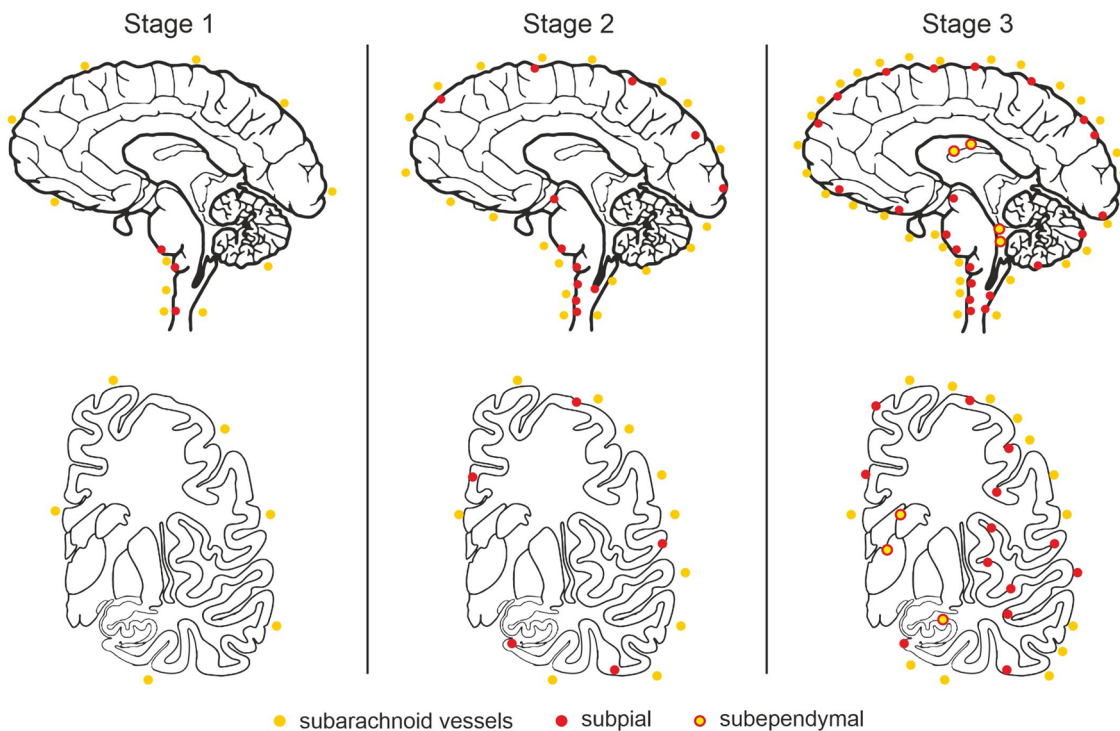 Stage 1
Stage 2
Stage 3
subarachnoid vessels
subpial
subependymal